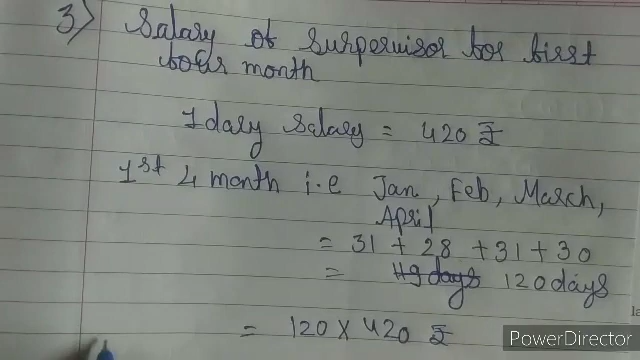 3) Salary of surpervisor for first
four month
1 dary salary = 420 ₹
1st 4 month i.e Jan, Feb, March,
April
= 31 + 28 + 31 + 30
= 119 days 120 days
= 120 x 420 ₹
PowerDirector